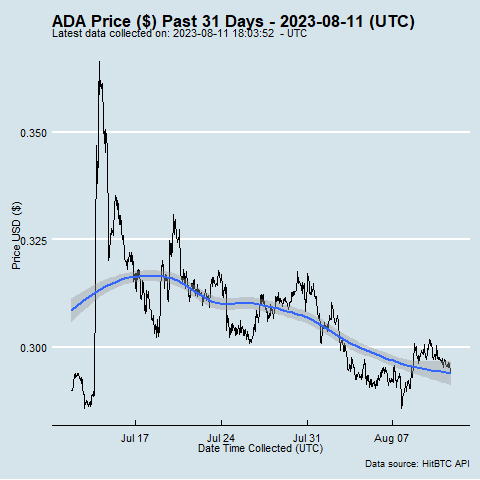 ADA Price ($) Past 31 Days - 2023-08-11 (UTC)
Latest data collected on: 2023-08-11 18:03:52 - UTC
0.350
0.325
0.300
Price USD ($)
Jul 17 Jul 24 Jul 31 Aug 07
Date Time Collected (UTC)
Data source: HitBTC API